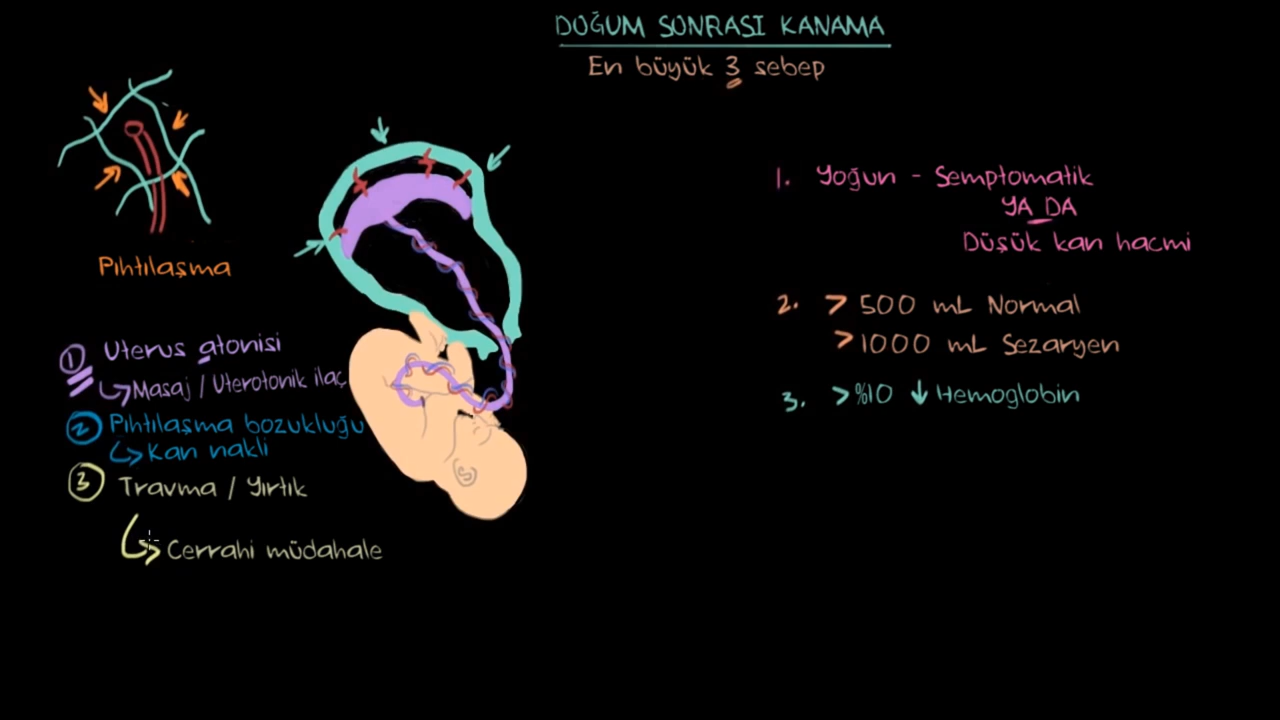 DOĞUM SONRASI KANAMA
En büyük 3 sebep
Pıhtılaşma
1 Uterus atonisi
Masaj / Uterotonik ilaç
2 Pıhtılaşma bozukluğu
Kan nakli
3 Travma / Yırtık
Cerrahi müdahale
1. Yoğun - Semptomatik
YA DA
Düşük kan hacmi
2. > 500 mL Normal
> 1000 mL Sezaryen
3. > %10 ↓ Hemoglobin